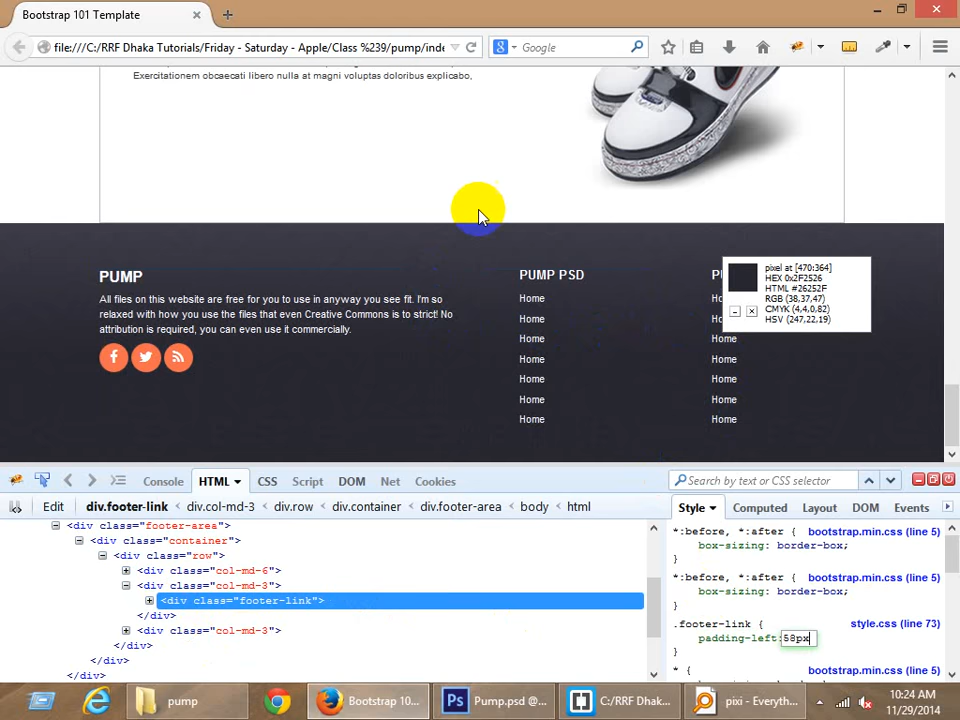 Bootstrap 101 Template
file:///C:/RRF Dhaka Tutorials/Friday - Saturday - Apple/Class %239/pump/inde
Google
Exercitationem obcaecati libero nulla at magni voluptas doloribus explicabo,
PUMP
All files on this website are free for you to use in anyway you see fit. I'm so
relaxed with how you use the files that even Creative Commons is to strict! No
attribution is required, you can even use it commercially.
PUMP PSD
Home
Home
Home
Home
Home
Home
Home
Home
Home
Home
Home
Home
pixel at [470:364]
HEX 0x2F2526
HTML #26252F
RGB (38,37,47)
CMYK (4,4,0,82)
HSV (247,22,19)
Console HTML CSS Script DOM Net Cookies
Search by text or CSS selector
Edit div.footer-link < div.col-md-3 < div.row < div.container < div.footer-area < body < html
Style Computed Layout DOM Events
<div class="footer-area">
<div class="container">
<div class="row">
<div class="col-md-6">
<div class="col-md-3">
<div class="footer-link">
</div>
<div class="col-md-3">
</div>
</div>
</div>
*:before, *:after { bootstrap.min.css (line 5)
box-sizing: border-box;
}
*:before, *:after { bootstrap.min.css (line 5)
box-sizing: border-box;
}
.footer-link { style.css (line 73)
padding-left:58px
}
* { bootstrap.min.css (line 5)
pump
Bootstrap 10...
Ps Pump.psd @...
C:/RRF Dhak...
pixi - Everyth...
10:24 AM
11/29/2014